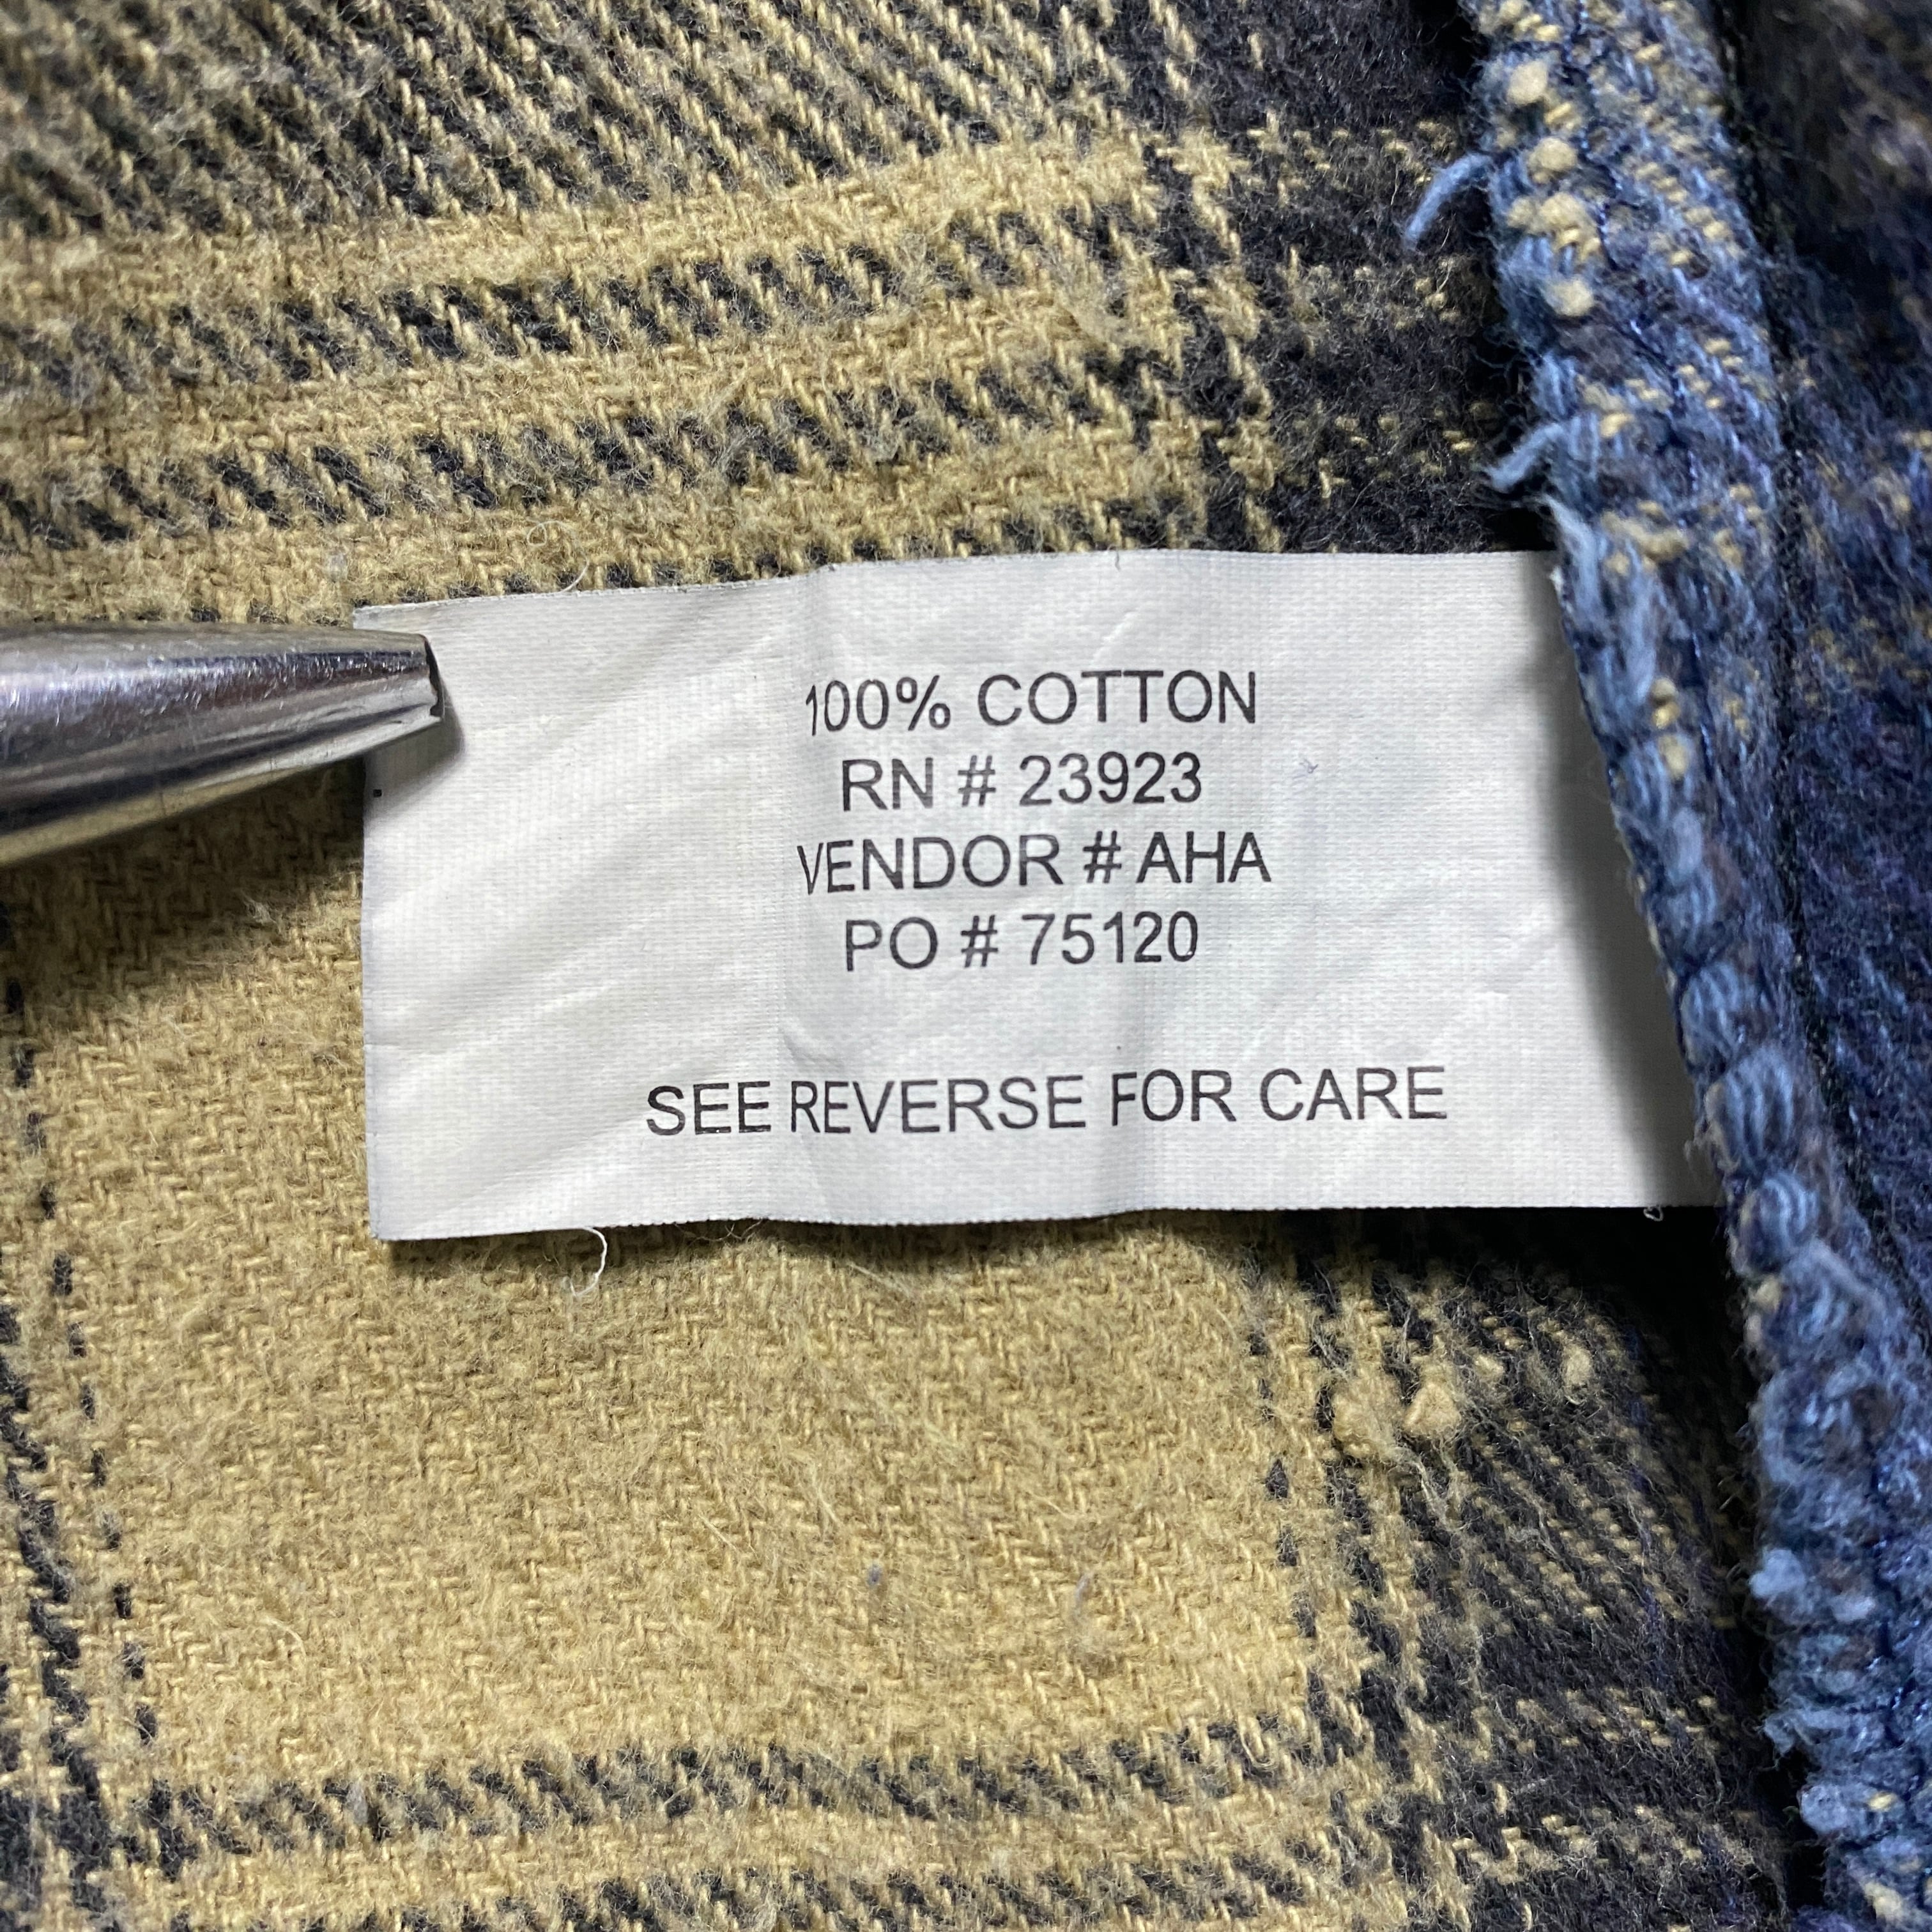 100% COTTON
RN # 23923
VENDOR # AHA
PO # 75120
SEE REVERSE FOR CARE